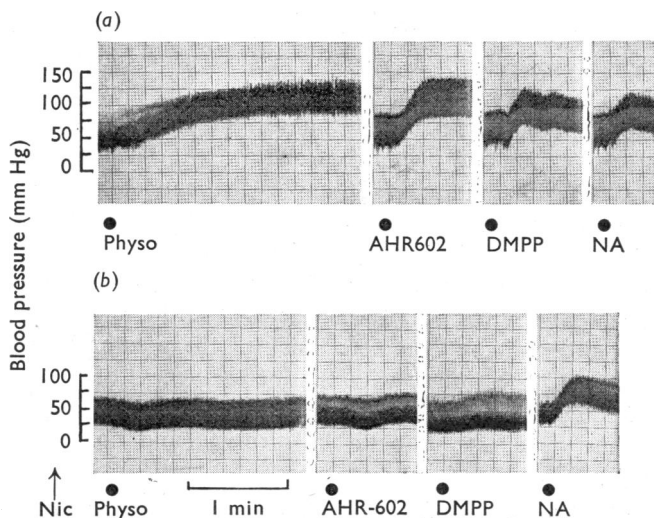 (a)
150
100
50
0
Physo AHR602 DMPP NA
(b)
Blood pressure (mm Hg)
100
50
0
Nic Physo 1 min AHR-602 DMPP NA